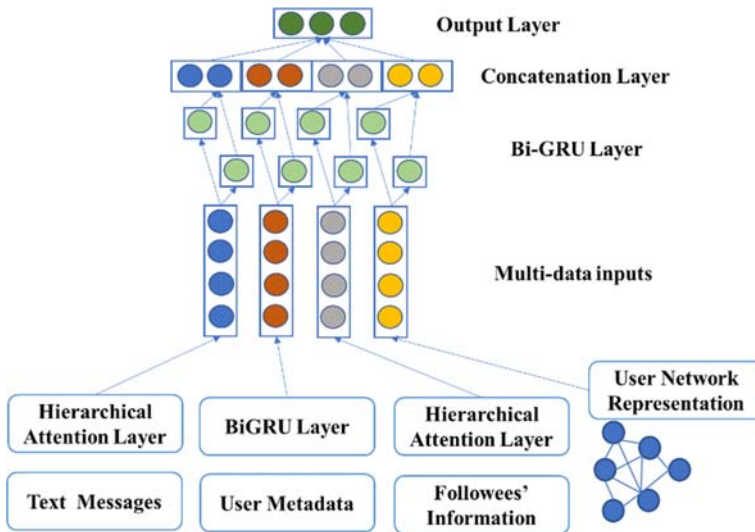 Output Layer
Concatenation Layer
Bi-GRU Layer
Multi-data inputs
User Network
Representation
Hierarchical
Attention Layer
BiGRU Layer
Hierarchical
Attention Layer
Text Messages
User Metadata
Followees'
Information